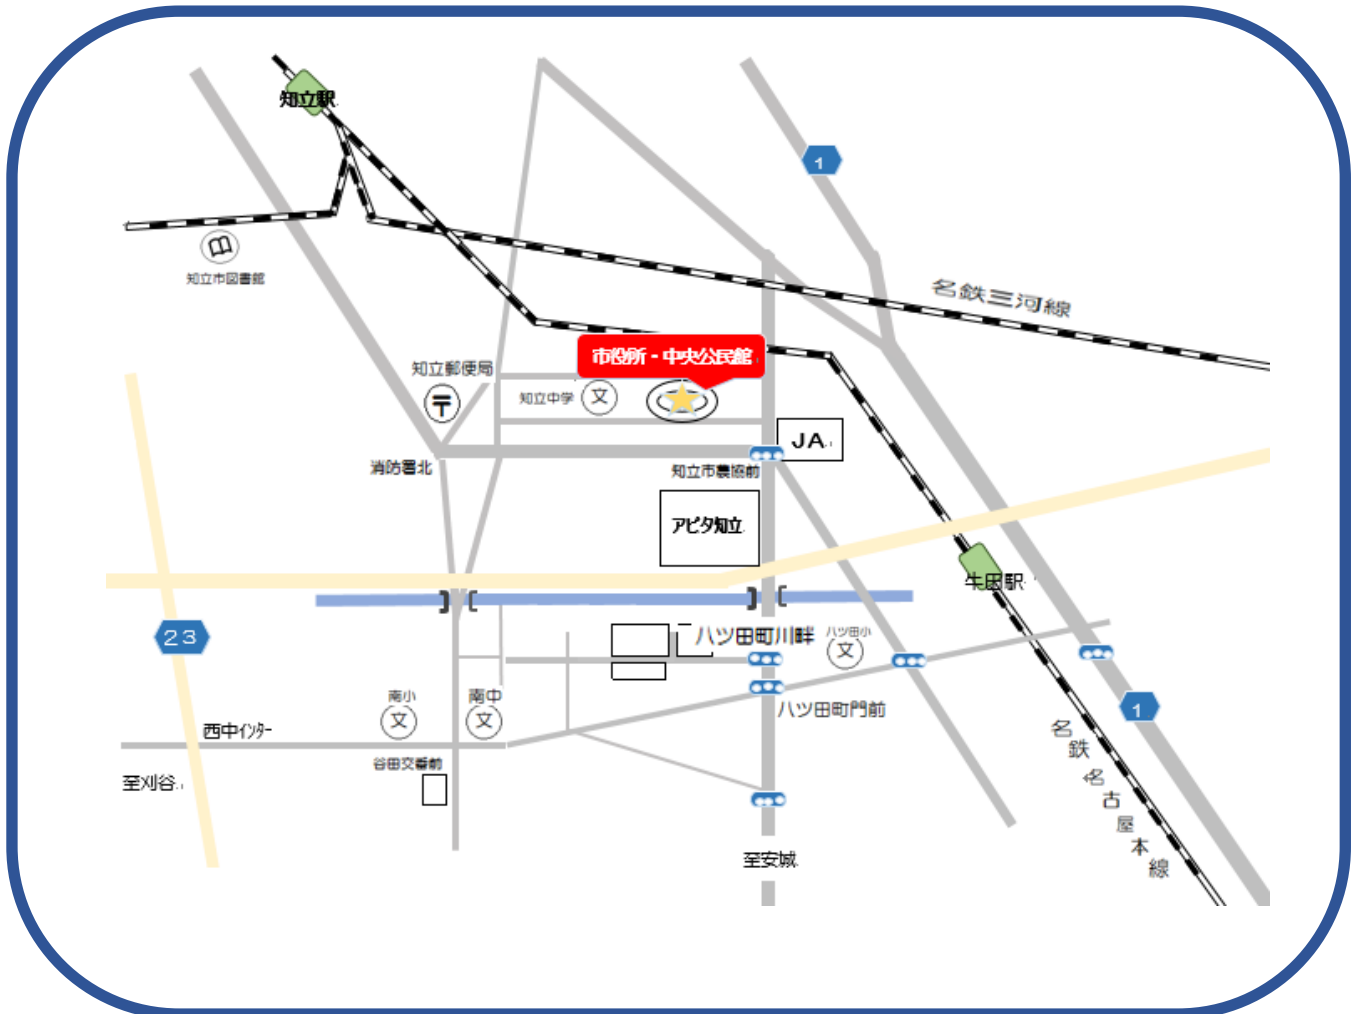 知立駅
1
知立市図書館
名鉄三河線
市役所・中央公民館
知立郵便局
〒
知立中学
文
JA
消防署北
知立市農協前
アピタ知立
牛田駅
23
八ツ田町川畔
八ツ田小
文
南小
文
南中
文
八ツ田町門前
1
西中インター
谷田交番前
至刈谷
名鉄名古屋本線
至安城